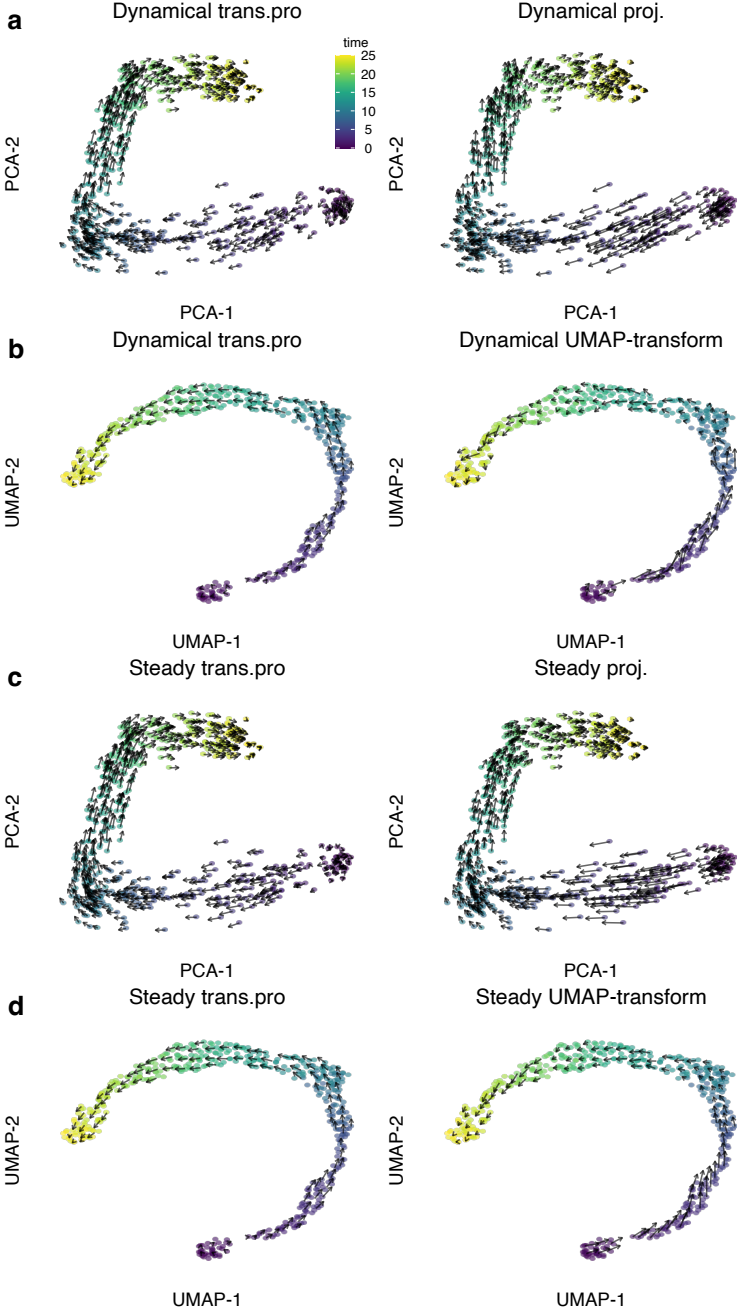 a
Dynamical trans.pro
Dynamical proj.
time
25
20
15
10
5
0
PCA-2
PCA-2
PCA-1
PCA-1
b
Dynamical trans.pro
Dynamical UMAP-transform
UMAP-2
UMAP-2
UMAP-1
UMAP-1
c
Steady trans.pro
Steady proj.
PCA-2
PCA-2
PCA-1
PCA-1
d
Steady trans.pro
Steady UMAP-transform
UMAP-2
UMAP-2
UMAP-1
UMAP-1